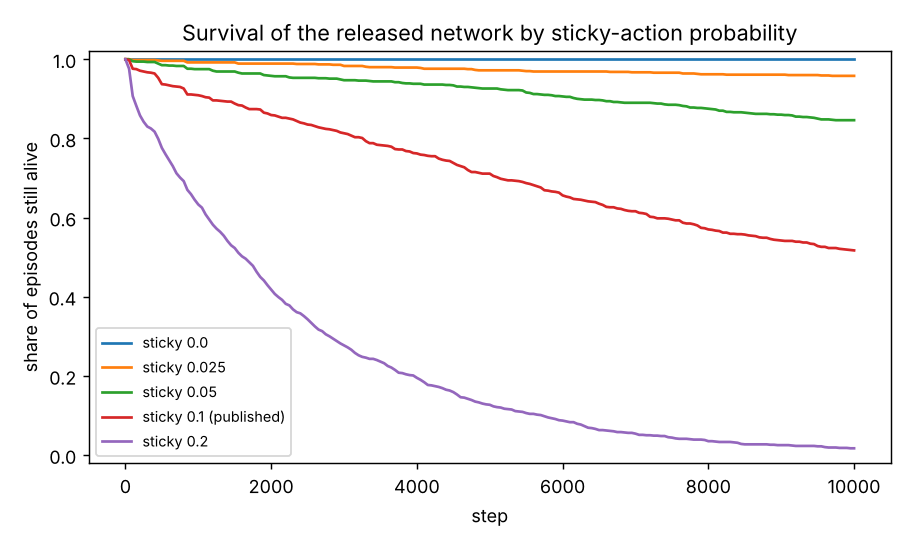 Survival of the released network by sticky-action probability
share of episodes still alive
1.0
0.8
0.6
0.4
0.2
0.0
sticky 0.0
sticky 0.025
sticky 0.05
sticky 0.1 (published)
sticky 0.2
0 2000 4000 6000 8000 10000
step